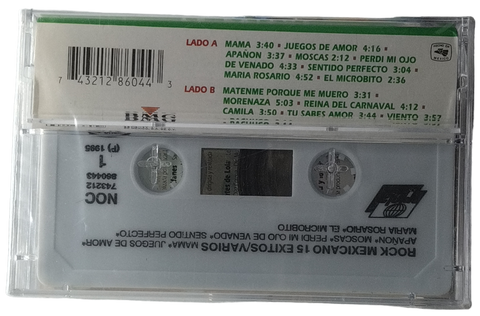 LADO A MAMA 3:40 • JUEGOS DE AMOR 4:16 •
APAÑON 3:37 • MOSCAS 2:12 • PERDI MI OJO
DE VENADO 4:33 • SENTIDO PERFECTO 3:04 •
MARIA ROSARIO 4:52 • EL MICROBITO 2:36
LADO B MATENME PORQUE ME MUERO 3:31 •
MORENAZA 5:03 • REINA DEL CARNAVAL 4:12 •
CAMILA 3:50 • TU SABES AMOR 3:44 • VIENTO 3:57
7 43212 86044 3
BMG
NOC
743212
860443
1
(P) 1995
ROCK MEXICANO 15 EXITOS/VARIOS MAMA* JUEGOS DE AMOR*
APAÑON* MOSCAS* PERDI MI OJO DE VENADO* SENTIDO PERFECTO*
MARIA ROSARIO* EL MICROBITO